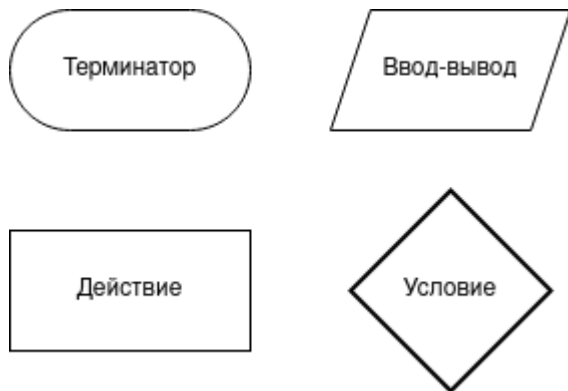 Терминатор
Ввод-вывод
Действие
Условие